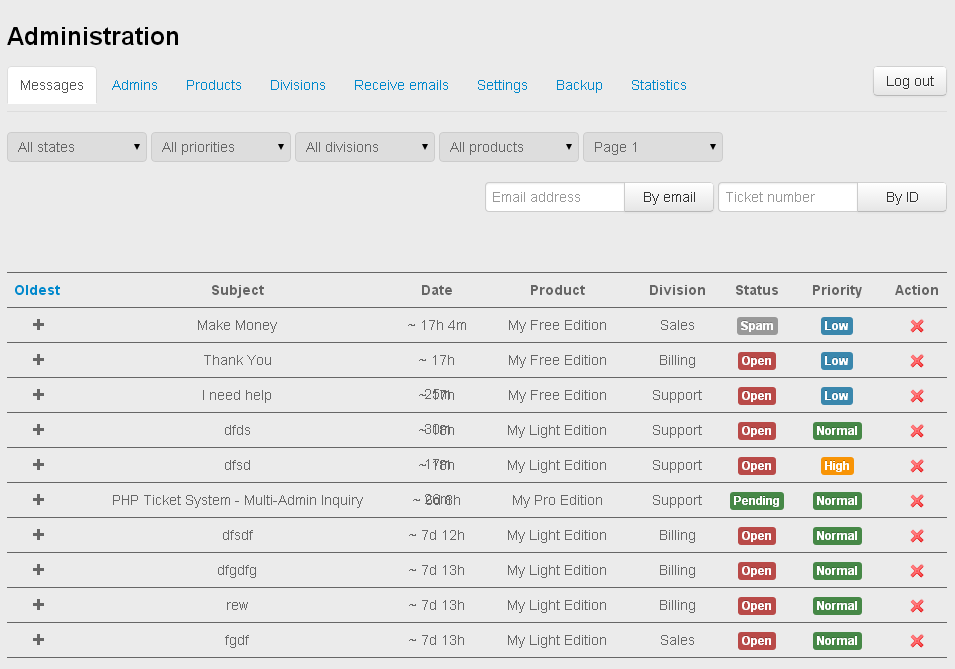 Administration
Messages Admins Products Divisions Receive emails Settings Backup Statistics Log out
All states All priorities All divisions All products Page 1
Email address By email Ticket number By ID
Oldest Subject Date Product Division Status Priority Action
Make Money ~ 17h 4m My Free Edition Sales Spam Low
Thank You ~ 17h My Free Edition Billing Open Low
I need help My Free Edition Support Open Low
dfds My Light Edition Support Open Normal
dfsd My Light Edition Support Open High
PHP Ticket System - Multi-Admin Inquiry My Pro Edition Support Pending Normal
dfsdf ~ 7d 12h My Light Edition Billing Open Normal
dfgdfg ~ 7d 13h My Light Edition Billing Open Normal
rew ~ 7d 13h My Light Edition Billing Open Normal
fgdf ~ 7d 13h My Light Edition Sales Open Normal